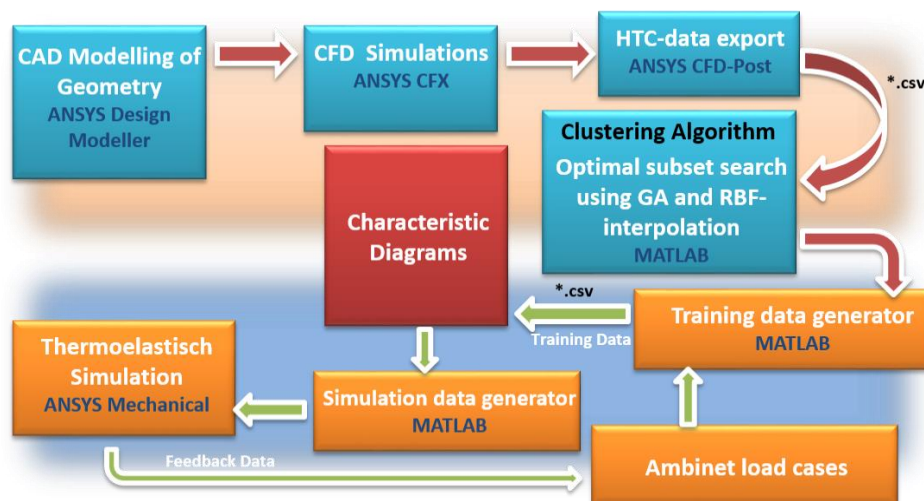 CAD Modelling of
Geometry
ANSYS Design
Modeller
CFD Simulations
ANSYS CFX
HTC-data export
ANSYS CFD-Post
*.csv
Clustering Algorithm
Optimal subset search
using GA and RBF-
interpolation
MATLAB
Characteristic
Diagrams
*.csv
Training Data
Training data generator
MATLAB
Thermoelastisch
Simulation
ANSYS Mechanical
Simulation data generator
MATLAB
Feedback Data
Ambinet load cases